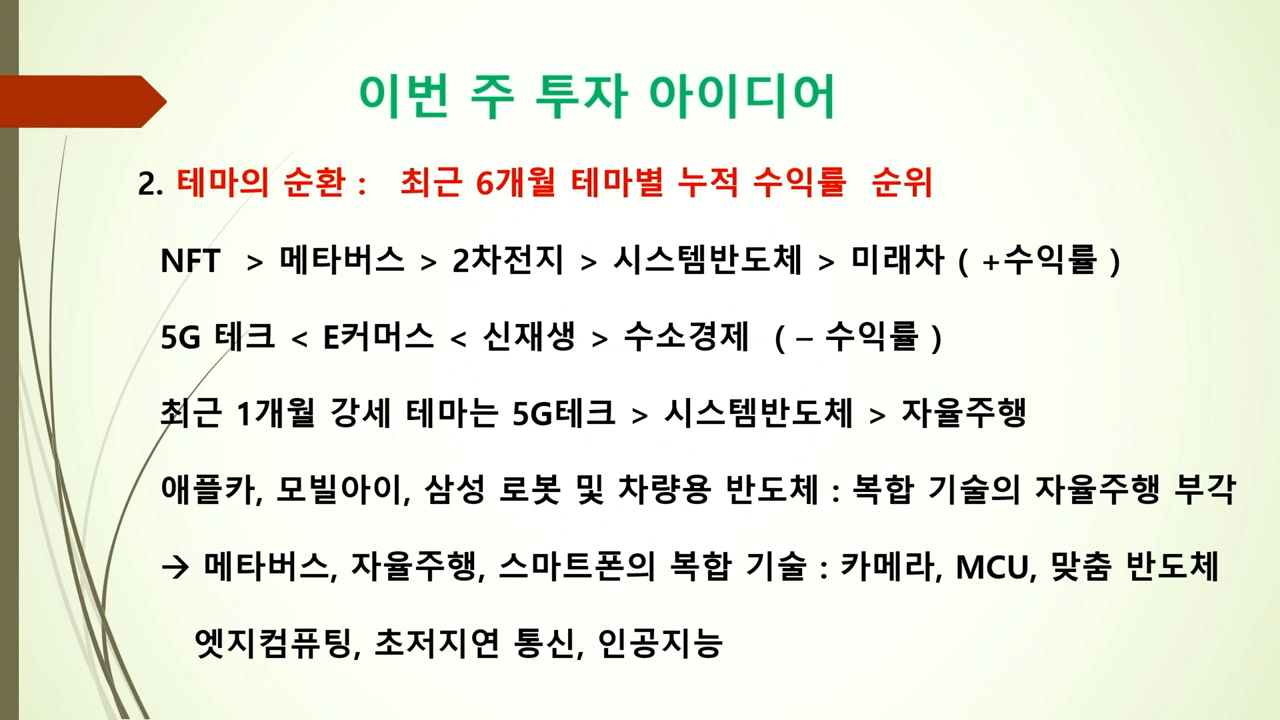 이번 주 투자 아이디어
2. 테마의 순환 : 최근 6개월 테마별 누적 수익률 순위
NFT > 메타버스 > 2차전지 > 시스템반도체 > 미래차 ( +수익률 )
5G 테크 < E커머스 < 신재생 > 수소경제 ( – 수익률 )
최근 1개월 강세 테마는 5G테크 > 시스템반도체 > 자율주행
애플카, 모빌아이, 삼성 로봇 및 차량용 반도체 : 복합 기술의 자율주행 부각
→ 메타버스, 자율주행, 스마트폰의 복합 기술 : 카메라, MCU, 맞춤 반도체
엣지컴퓨팅, 초저지연 통신, 인공지능